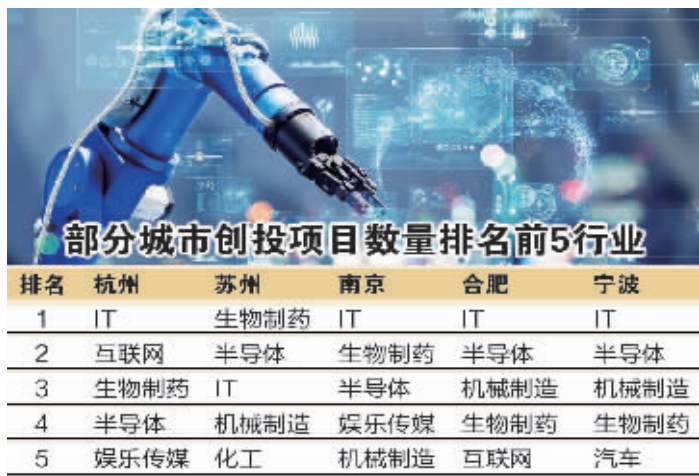 部分城市创投项目数量排名前5行业
排名 杭州 苏州 南京 合肥 宁波
1 IT 生物制药 IT IT IT
2 互联网 半导体 生物制药 半导体 半导体
3 生物制药 IT 半导体 机械制造 机械制造
4 半导体 机械制造 娱乐传媒 生物制药 生物制药
5 娱乐传媒 化工 机械制造 互联网 汽车